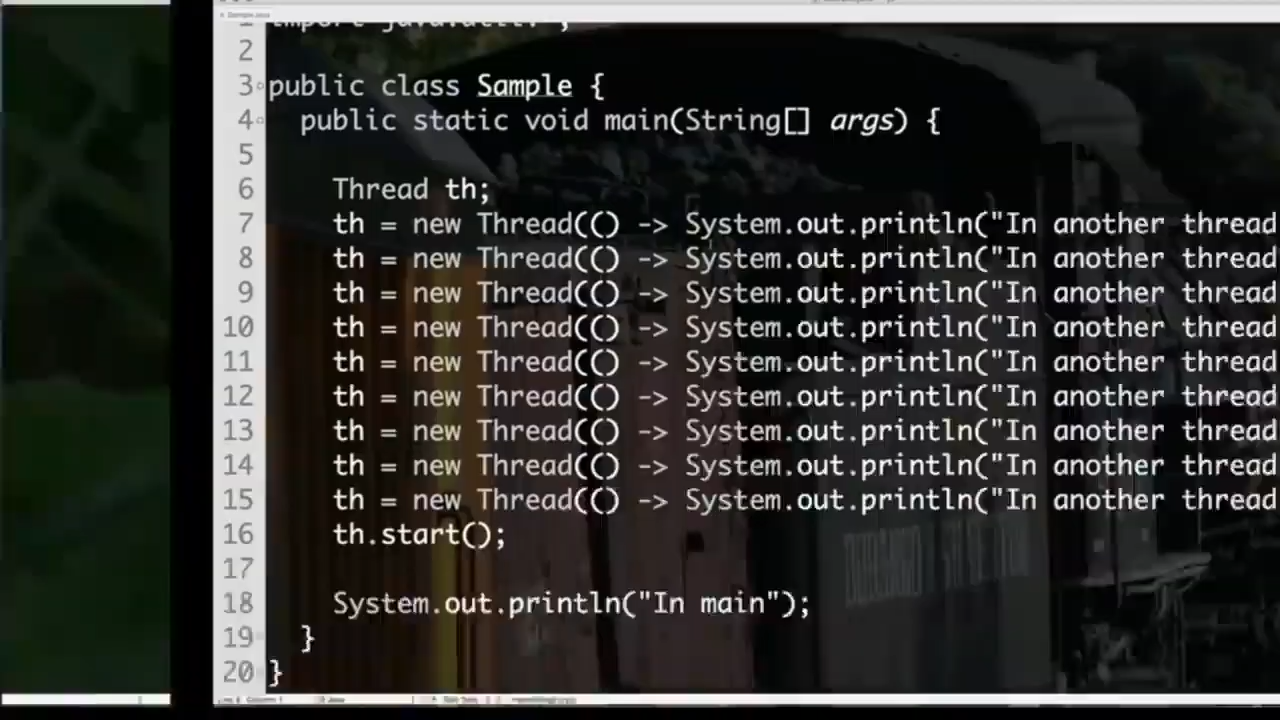 1 import java.util.*;
2
3 public class Sample {
4 public static void main(String[] args) {
5
6 Thread th;
7 th = new Thread(() -> System.out.println("In another thread
8 th = new Thread(() -> System.out.println("In another thread
9 th = new Thread(() -> System.out.println("In another thread
10 th = new Thread(() -> System.out.println("In another thread
11 th = new Thread(() -> System.out.println("In another thread
12 th = new Thread(() -> System.out.println("In another thread
13 th = new Thread(() -> System.out.println("In another thread
14 th = new Thread(() -> System.out.println("In another thread
15 th = new Thread(() -> System.out.println("In another thread
16 th.start();
17
18 System.out.println("In main");
19 }
20 }